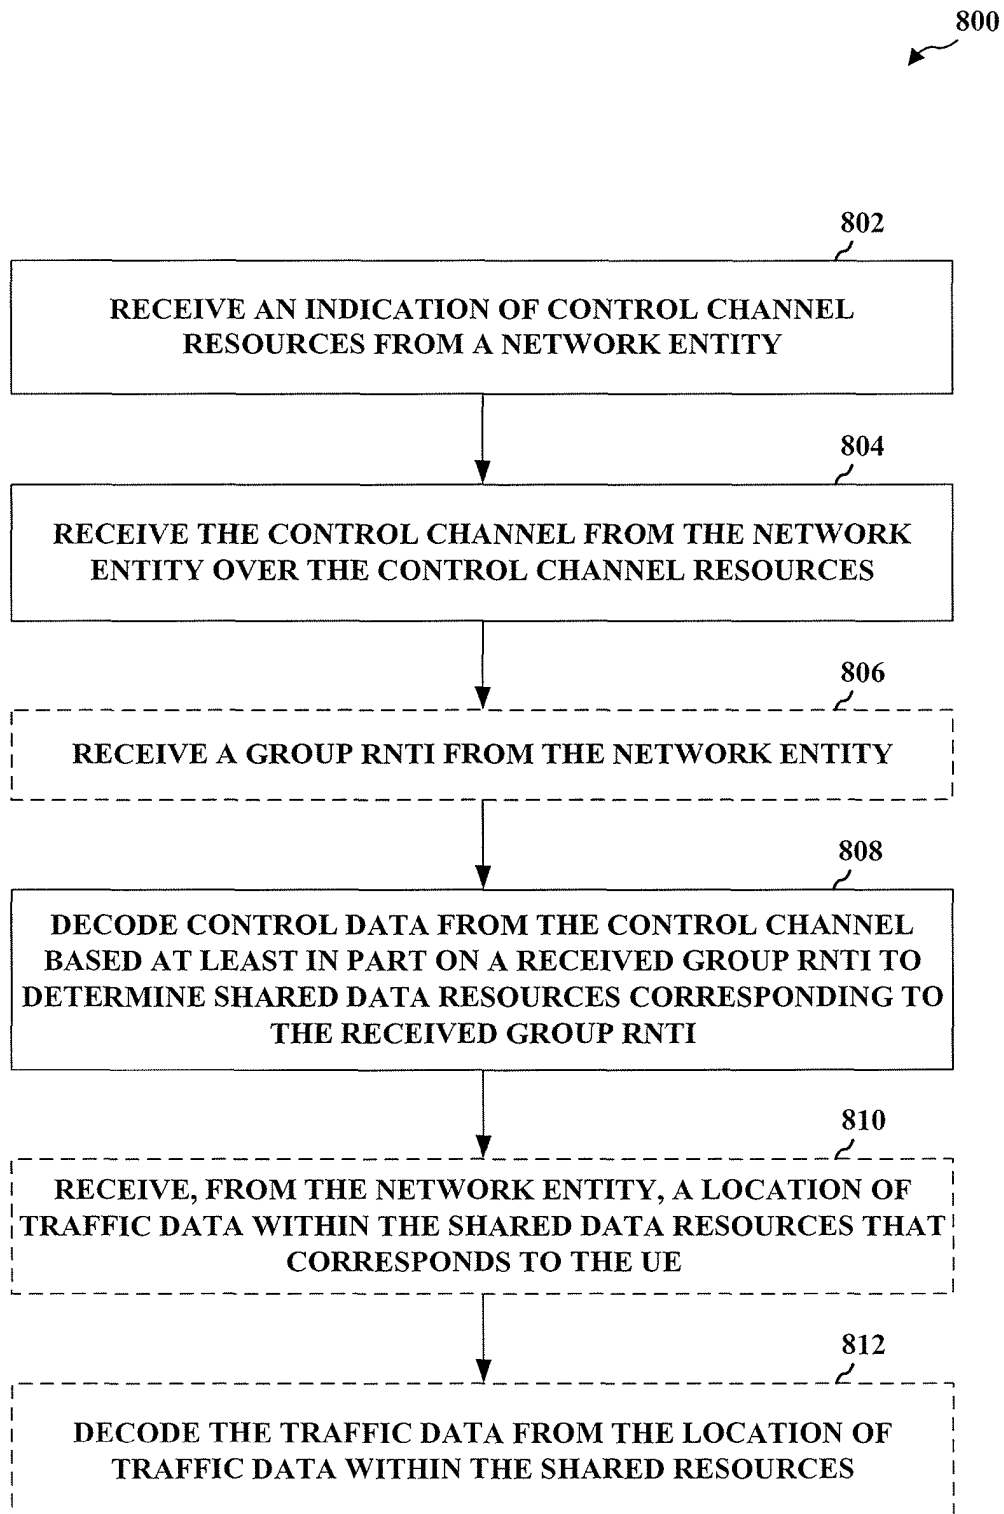 800
802
RECEIVE AN INDICATION OF CONTROL CHANNEL
RESOURCES FROM A NETWORK ENTITY
804
RECEIVE THE CONTROL CHANNEL FROM THE NETWORK
ENTITY OVER THE CONTROL CHANNEL RESOURCES
806
RECEIVE A GROUP RNTI FROM THE NETWORK ENTITY
808
DECODE CONTROL DATA FROM THE CONTROL CHANNEL
BASED AT LEAST IN PART ON A RECEIVED GROUP RNTI TO
DETERMINE SHARED DATA RESOURCES CORRESPONDING TO
THE RECEIVED GROUP RNTI
810
RECEIVE, FROM THE NETWORK ENTITY, A LOCATION OF
TRAFFIC DATA WITHIN THE SHARED DATA RESOURCES THAT
CORRESPONDS TO THE UE
812
DECODE THE TRAFFIC DATA FROM THE LOCATION OF
TRAFFIC DATA WITHIN THE SHARED RESOURCES